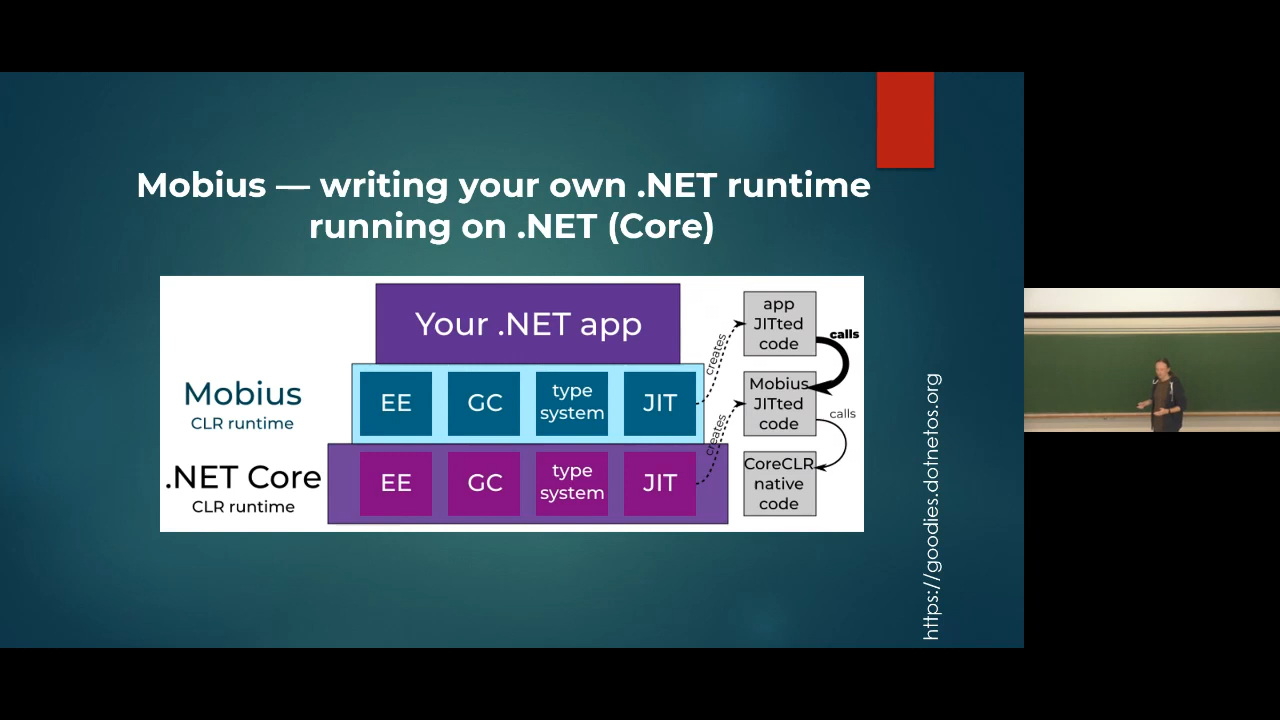 Mobius — writing your own .NET runtime
running on .NET (Core)
Your .NET app
Mobius
CLR runtime
EE
GC
type
system
JIT
.NET Core
CLR runtime
EE
GC
type
system
JIT
creates
creates
app
JITted
code
calls
Mobius
JITted
code
calls
CoreCLR
native
code
https://goodies.dotnetos.org